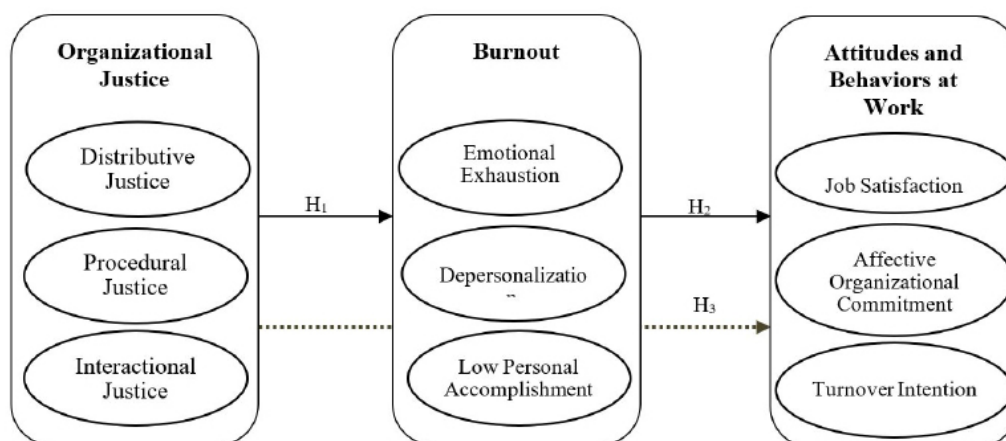 Organizational
Justice
Distributive
Justice
Procedural
Justice
Interactional
Justice
H₁
Burnout
Emotional
Exhaustion
Depersonalizatio
n
Low Personal
Accomplishment
H₂
H₃
Attitudes and
Behaviors at
Work
Job Satisfaction
Affective
Organizational
Commitment
Turnover Intention